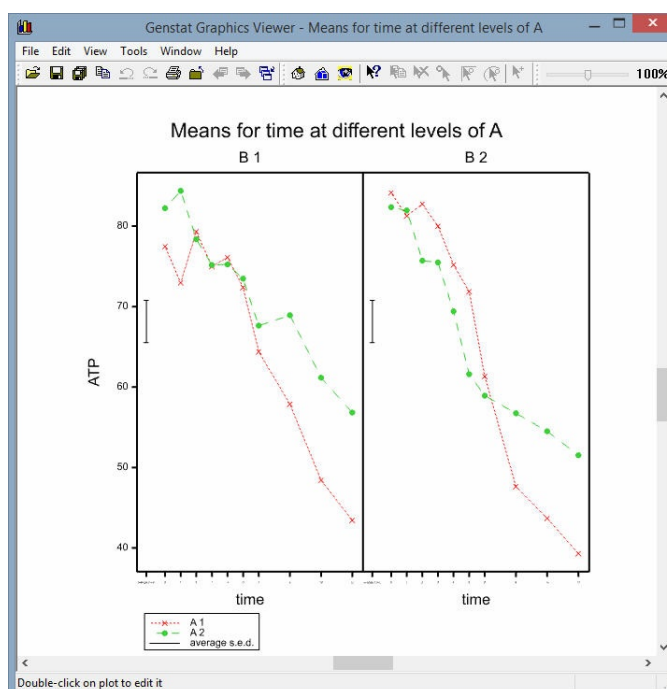 Genstat Graphics Viewer - Means for time at different levels of A
File Edit View Tools Window Help
100%
Means for time at different levels of A
B 1 B 2
80
70
60
50
40
ATP
time time
A 1
A 2
average s.e.d.
Double-click on plot to edit it